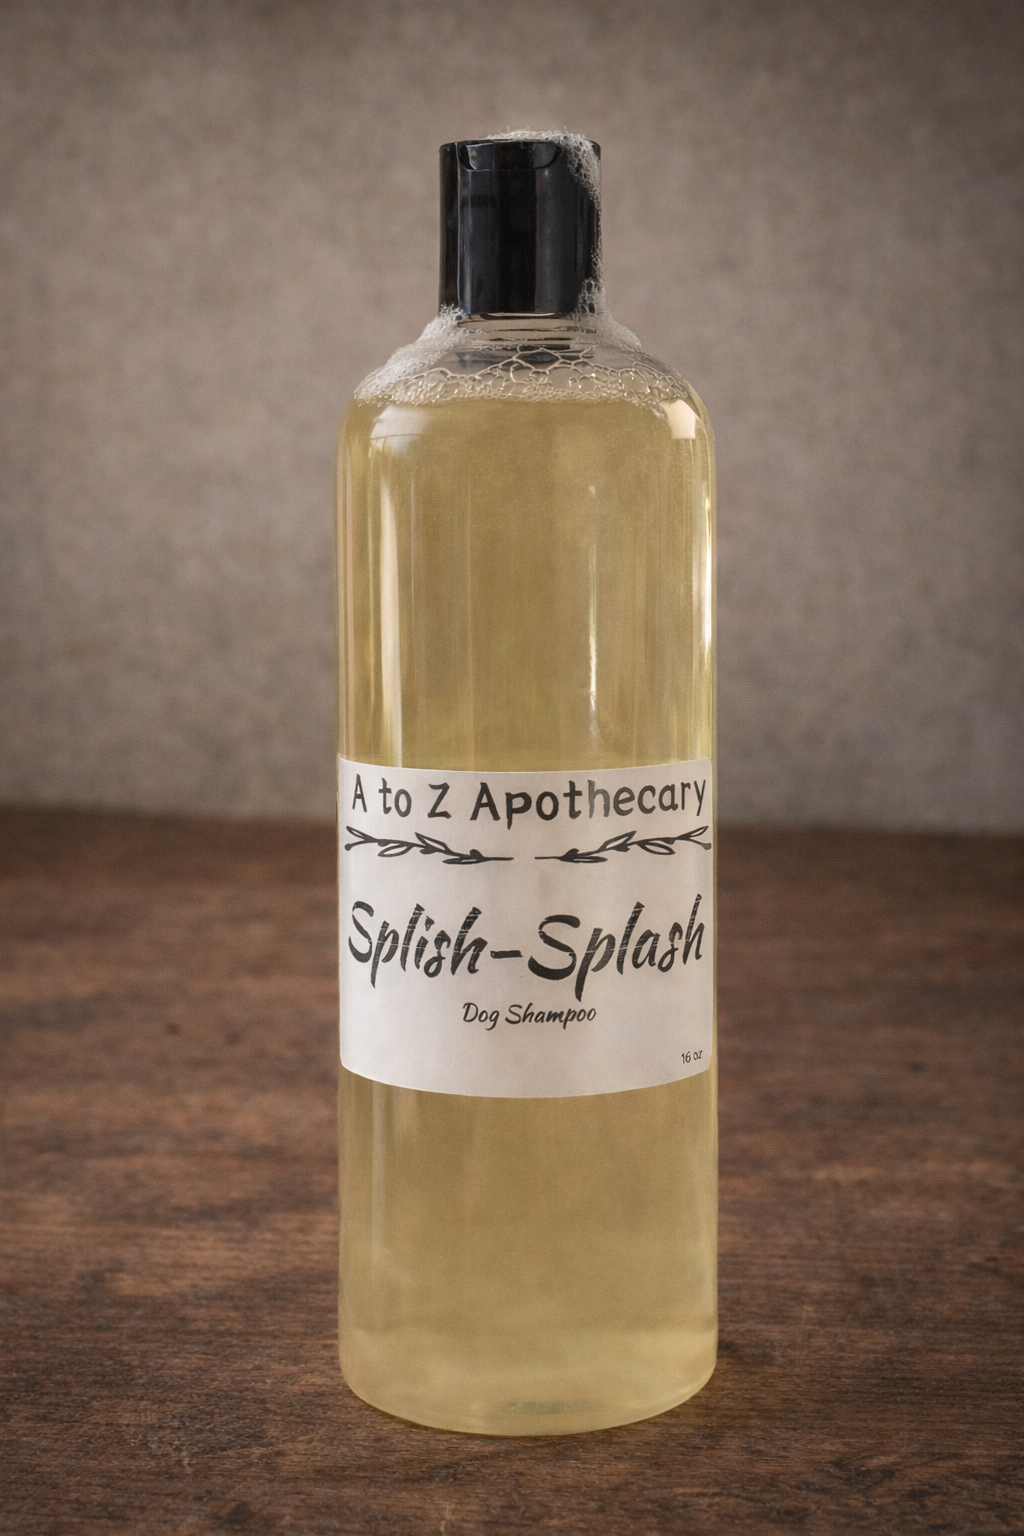 A to Z Apothecary
Splish-Splash
Dog Shampoo
16 oz